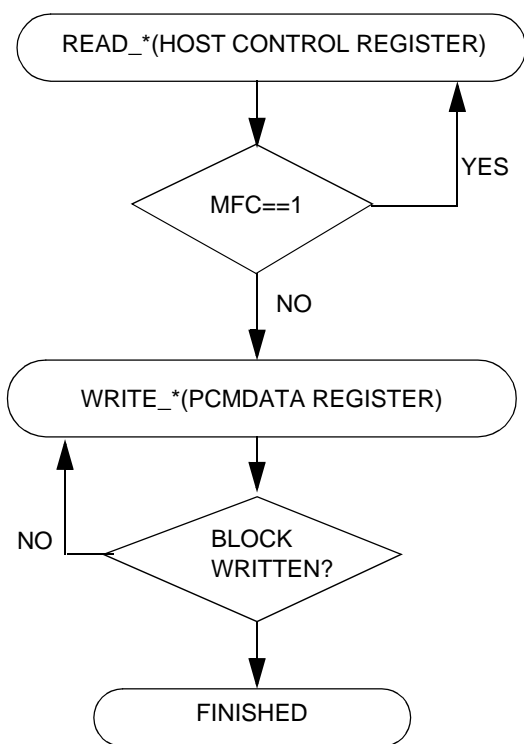 READ_*(HOST CONTROL REGISTER)
YES
MFC==1
NO
WRITE_*(PCMDATA REGISTER)
NO
BLOCK
WRITTEN?
FINISHED